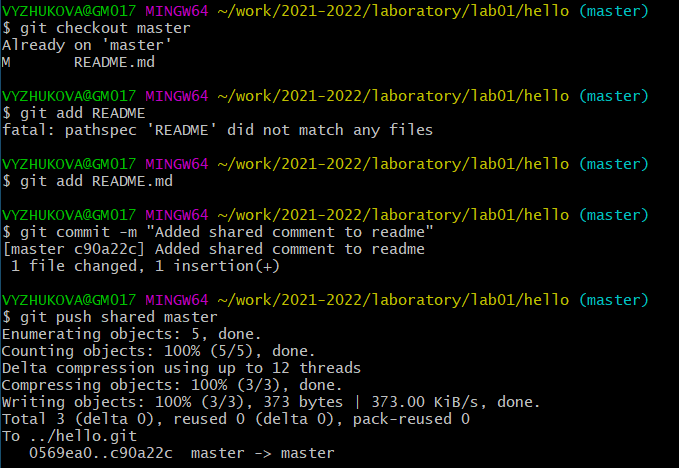 VYZHUKOVA@GM017 MINGW64 ~/work/2021-2022/laboratory/lab01/hello (master)
$ git checkout master
Already on 'master'
M       README.md
VYZHUKOVA@GM017 MINGW64 ~/work/2021-2022/laboratory/lab01/hello (master)
$ git add README
fatal: pathspec 'README' did not match any files
VYZHUKOVA@GM017 MINGW64 ~/work/2021-2022/laboratory/lab01/hello (master)
$ git add README.md
VYZHUKOVA@GM017 MINGW64 ~/work/2021-2022/laboratory/lab01/hello (master)
$ git commit -m "Added shared comment to readme"
[master c90a22c] Added shared comment to readme
 1 file changed, 1 insertion(+)
VYZHUKOVA@GM017 MINGW64 ~/work/2021-2022/laboratory/lab01/hello (master)
$ git push shared master
Enumerating objects: 5, done.
Counting objects: 100% (5/5), done.
Delta compression using up to 12 threads
Compressing objects: 100% (3/3), done.
Writing objects: 100% (3/3), 373 bytes | 373.00 KiB/s, done.
Total 3 (delta 0), reused 0 (delta 0), pack-reused 0
To ../hello.git
   0569ea0..c90a22c  master -> master